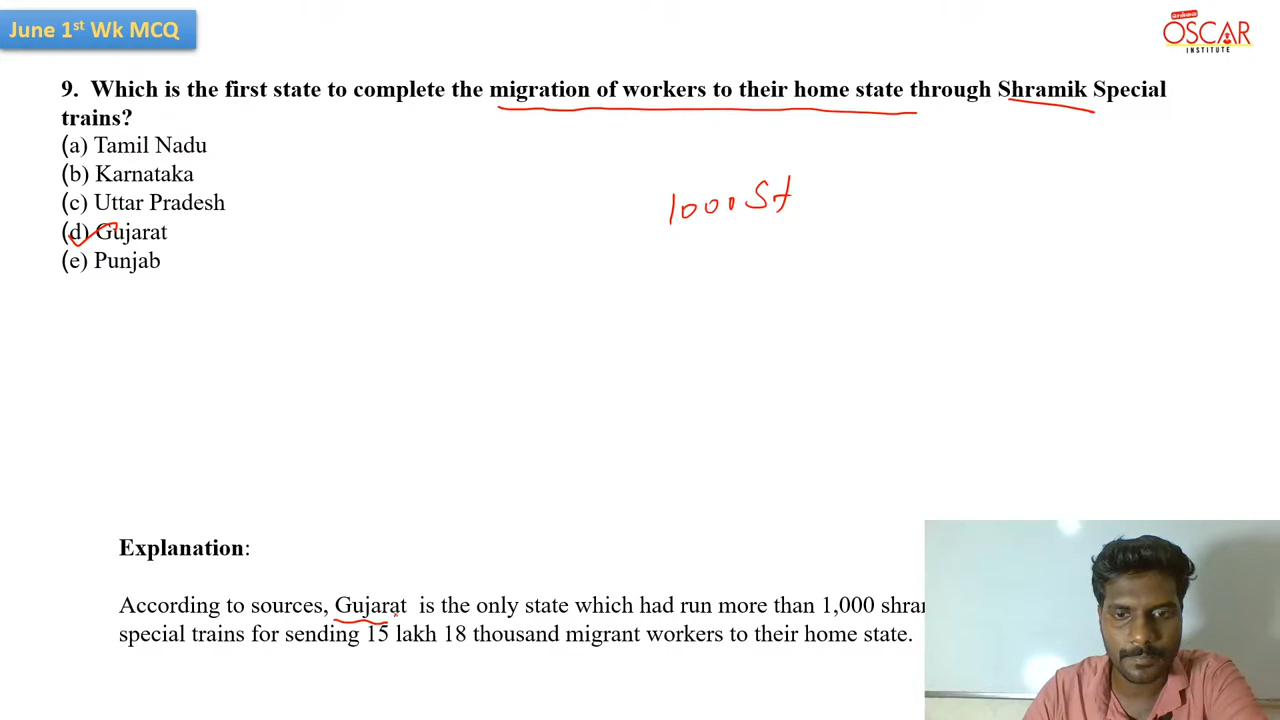 June 1st Wk MCQ
சென்னை
OSCAR
INSTITUTE
9. Which is the first state to complete the migration of workers to their home state through Shramik Special
trains?
(a) Tamil Nadu
(b) Karnataka
(c) Uttar Pradesh
1000 St
(d) Gujarat
(e) Punjab
Explanation:
According to sources, Gujarat is the only state which had run more than 1,000
special trains for sending 15 lakh 18 thousand migrant workers to their home state.